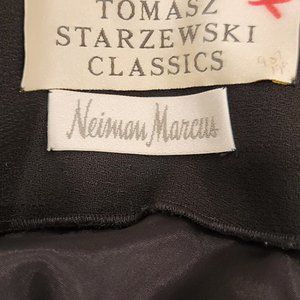 TOMASZ
STARZEWSKI
CLASSICS
Neiman Marcus